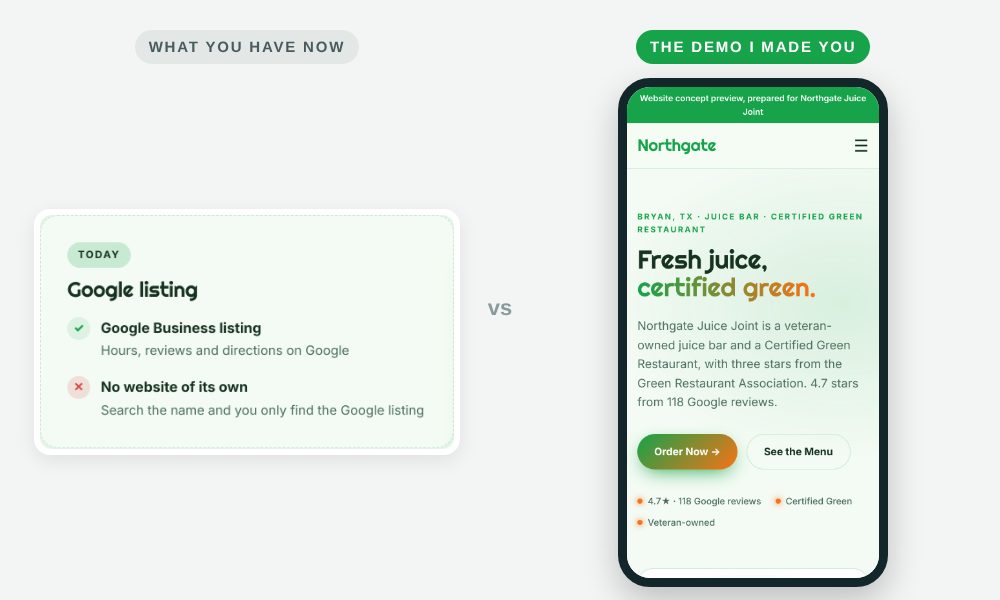 WHAT YOU HAVE NOW
TODAY
Google listing
Google Business listing
Hours, reviews and directions on Google
No website of its own
Search the name and you only find the Google listing
vs
THE DEMO I MADE YOU
Website concept preview, prepared for Northgate Juice
Joint
Northgate
BRYAN, TX · JUICE BAR · CERTIFIED GREEN
RESTAURANT
Fresh juice,
certified green.
Northgate Juice Joint is a veteran-
owned juice bar and a Certified Green
Restaurant, with three stars from the
Green Restaurant Association. 4.7 stars
from 118 Google reviews.
Order Now →
See the Menu
4.7★ · 118 Google reviews
Certified Green
Veteran-owned